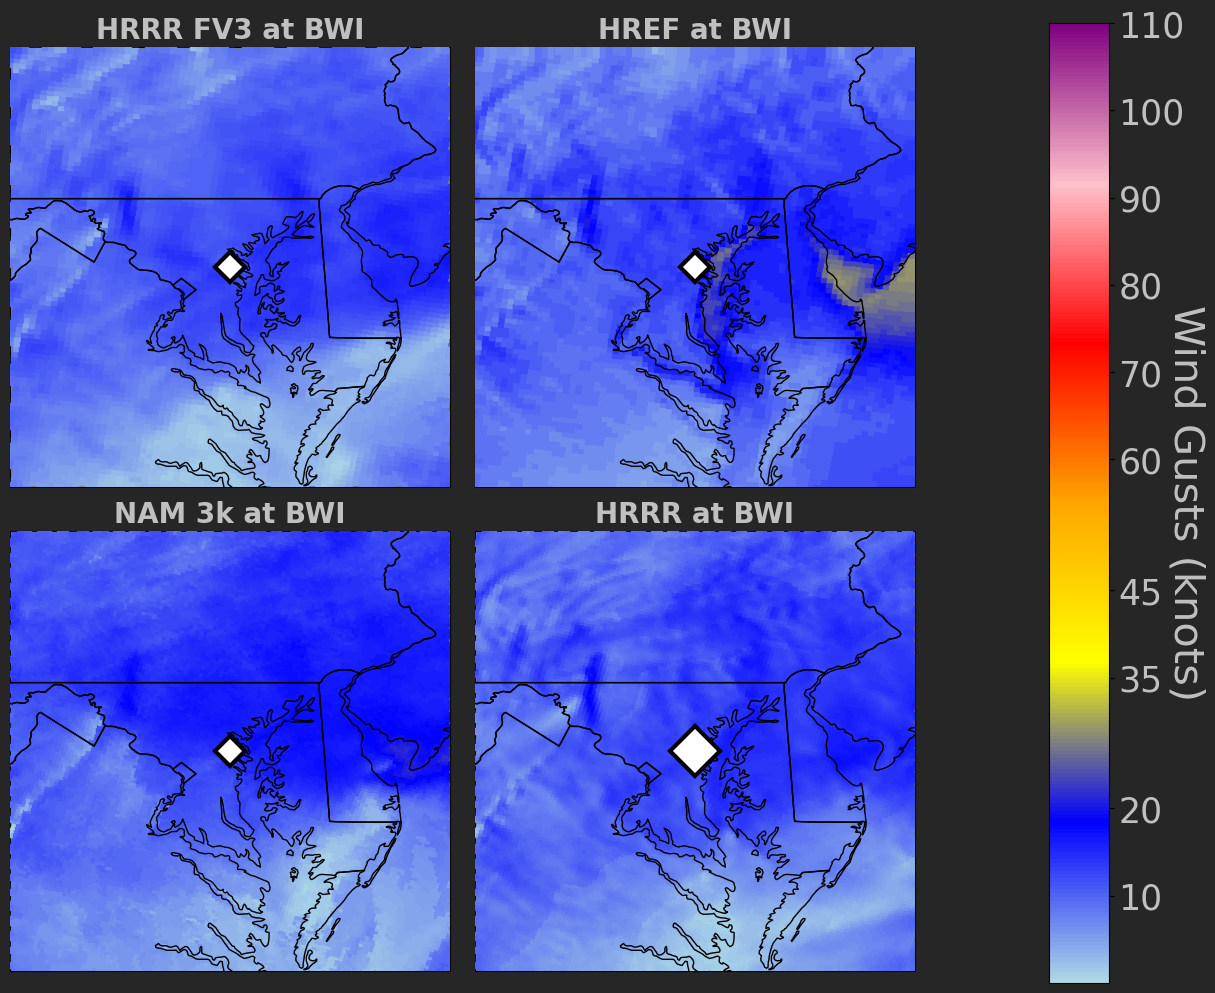 HRRR FV3 at BWI
HREF at BWI
NAM 3k at BWI
HRRR at BWI
110
100
90
80
70
60
45
35
20
10
Wind Gusts (knots)